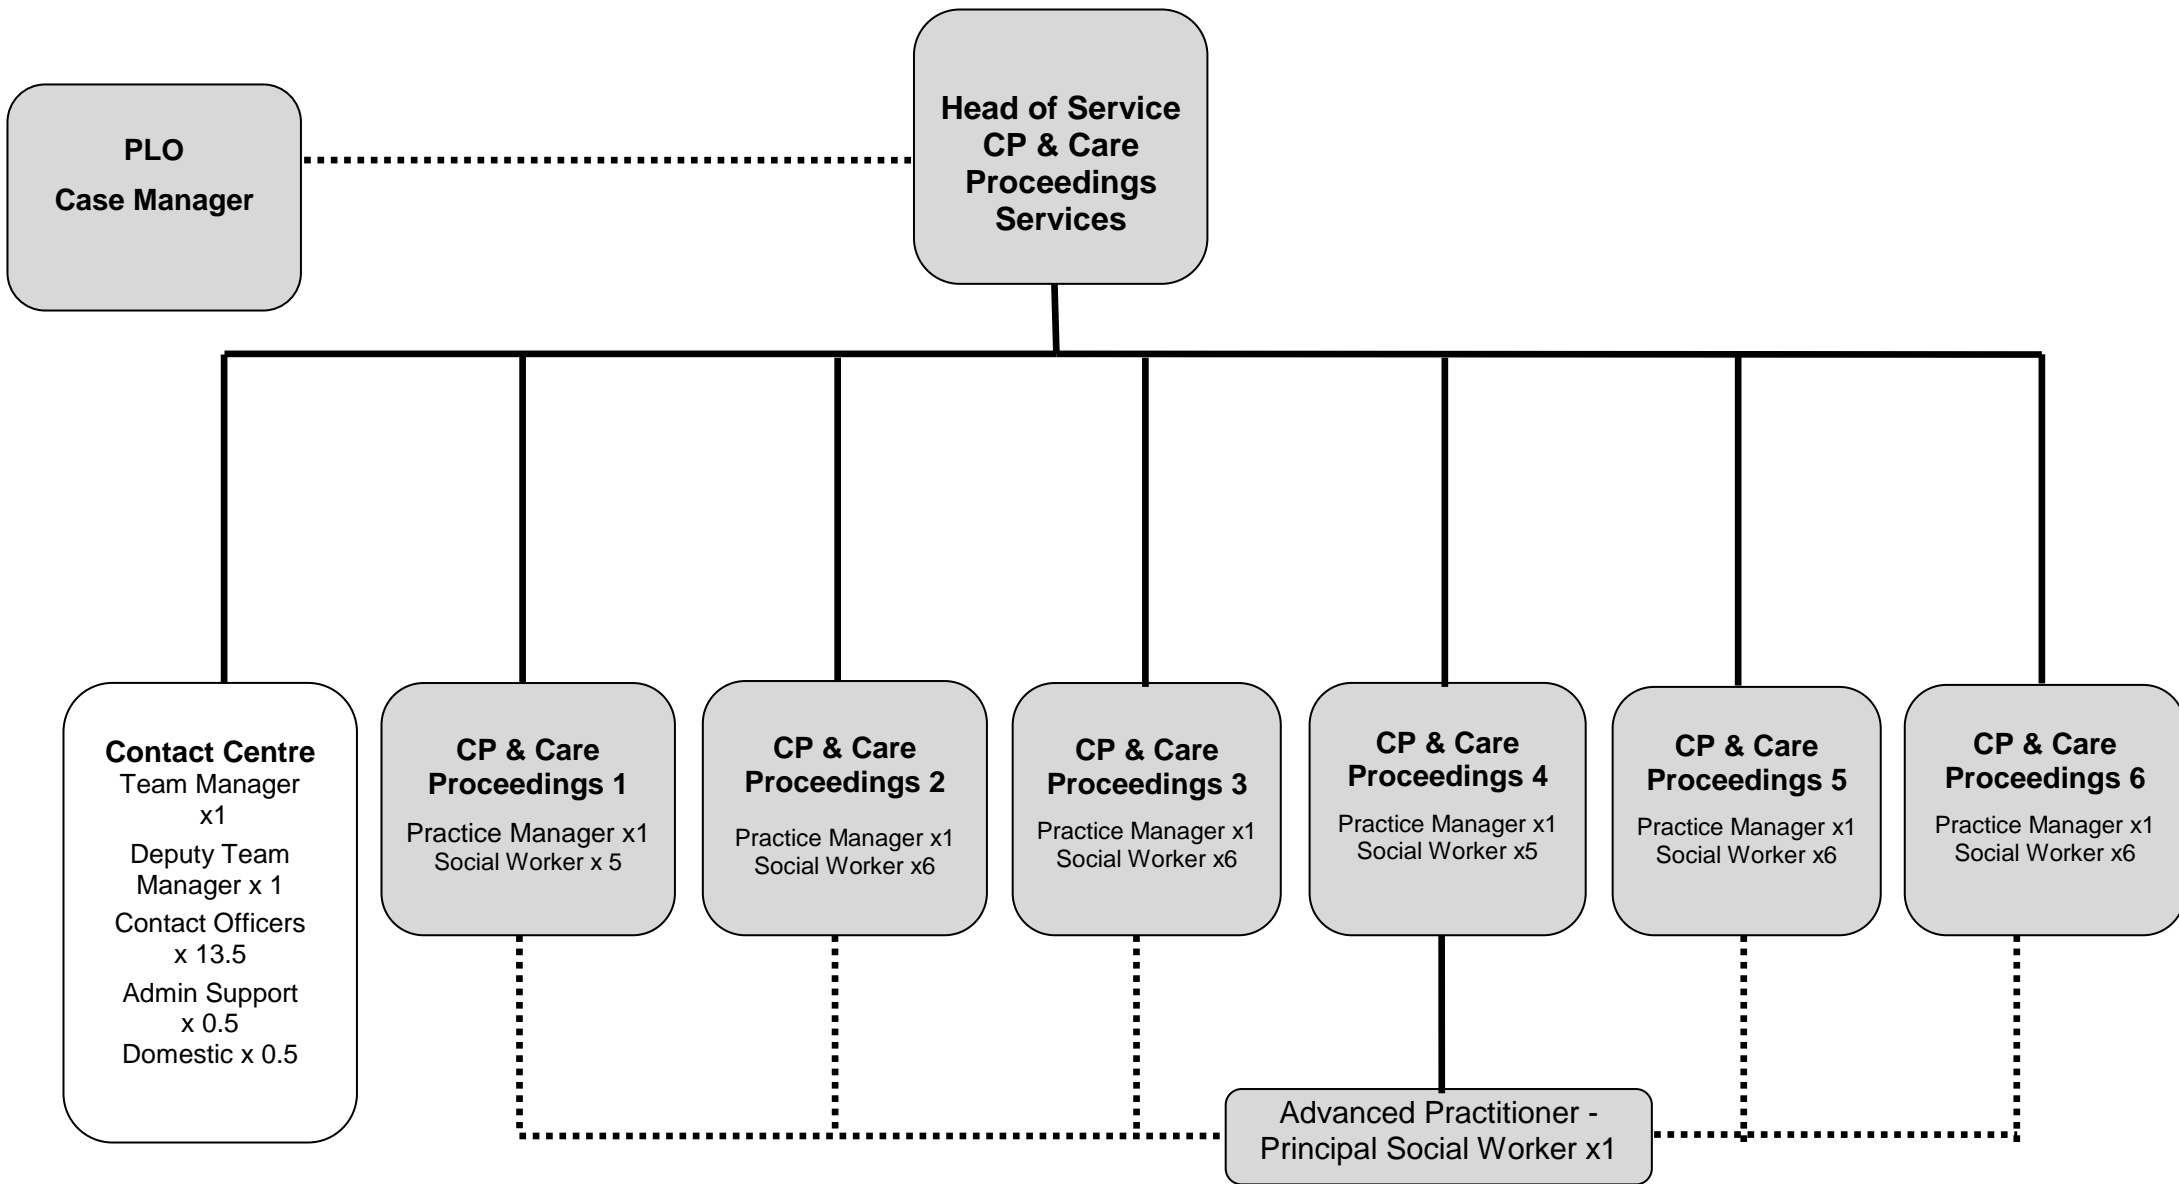 PLO
Case Manager
Head of Service
CP & Care
Proceedings
Services
Contact Centre
Team Manager
x1
Deputy Team
Manager x 1
Contact Officers
x 13.5
Admin Support
x 0.5
Domestic x 0.5
CP & Care
Proceedings 1
Practice Manager x1
Social Worker x 5
CP & Care
Proceedings 2
Practice Manager x1
Social Worker x6
CP & Care
Proceedings 3
Practice Manager x1
Social Worker x6
CP & Care
Proceedings 4
Practice Manager x1
Social Worker x5
CP & Care
Proceedings 5
Practice Manager x1
Social Worker x6
CP & Care
Proceedings 6
Practice Manager x1
Social Worker x6
Advanced Practitioner -
Principal Social Worker x1